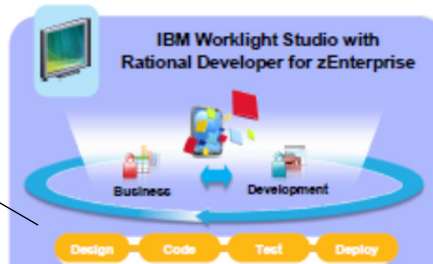 IBM Worklight Studio with
Rational Developer for zEnterprise
Business
Development
Design
Code
Test
Deploy